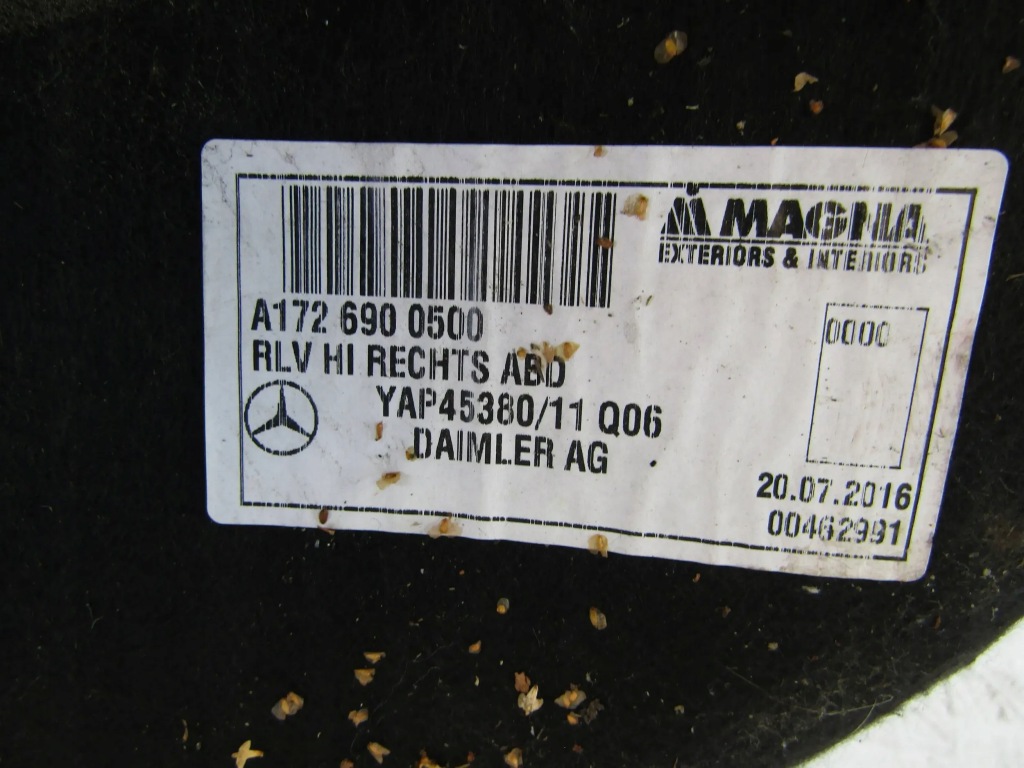 MAGNA
EXTERIORS & INTERIORS
A172 690 0500
0000
RLV HI RECHTS ABD
YAP45380/11 Q06
DAIMLER AG
20.07.2016
00462991